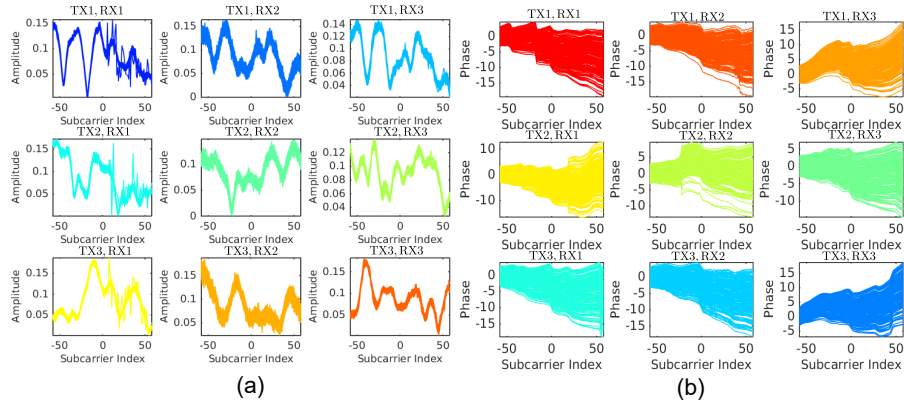 TX1, RX1
TX1, RX2
TX1, RX3
Amplitude
0.15
0.1
0.05
-50 0 50
Subcarrier Index
Amplitude
0.15
0.1
0.05
-50 0 50
Subcarrier Index
Amplitude
0.14
0.12
0.1
0.08
0.06
0.04
-50 0 50
Subcarrier Index
TX2, RX1
TX2, RX2
TX2, RX3
Amplitude
0.15
0.1
0.05
-50 0 50
Subcarrier Index
Amplitude
0.1
0.05
0
-50 0 50
Subcarrier Index
Amplitude
0.12
0.1
0.08
0.06
0.04
0.02
-50 0 50
Subcarrier Index
TX3, RX1
TX3, RX2
TX3, RX3
Amplitude
0.15
0.1
0.05
-50 0 50
Subcarrier Index
Amplitude
0.15
0.1
0.05
-50 0 50
Subcarrier Index
Amplitude
0.15
0.1
0.05
-50 0 50
Subcarrier Index
(a)
TX1, RX1
TX1, RX2
TX1, RX3
Phase
0
-5
-10
-15
-50 0 50
Subcarrier Index
Phase
0
-5
-10
-15
-50 0 50
Subcarrier Index
Phase
15
10
5
0
-5
-50 0 50
Subcarrier Index
TX2, RX1
TX2, RX2
TX2, RX3
Phase
10
0
-10
-50 0 50
Subcarrier Index
Phase
5
0
-5
-10
-50 0 50
Subcarrier Index
Phase
5
0
-5
-10
-50 0 50
Subcarrier Index
TX3, RX1
TX3, RX2
TX3, RX3
Phase
0
-5
-10
-15
-50 0 50
Subcarrier Index
Phase
0
-5
-10
-15
-50 0 50
Subcarrier Index
Phase
15
10
5
0
-5
-50 0 50
Subcarrier Index
(b)